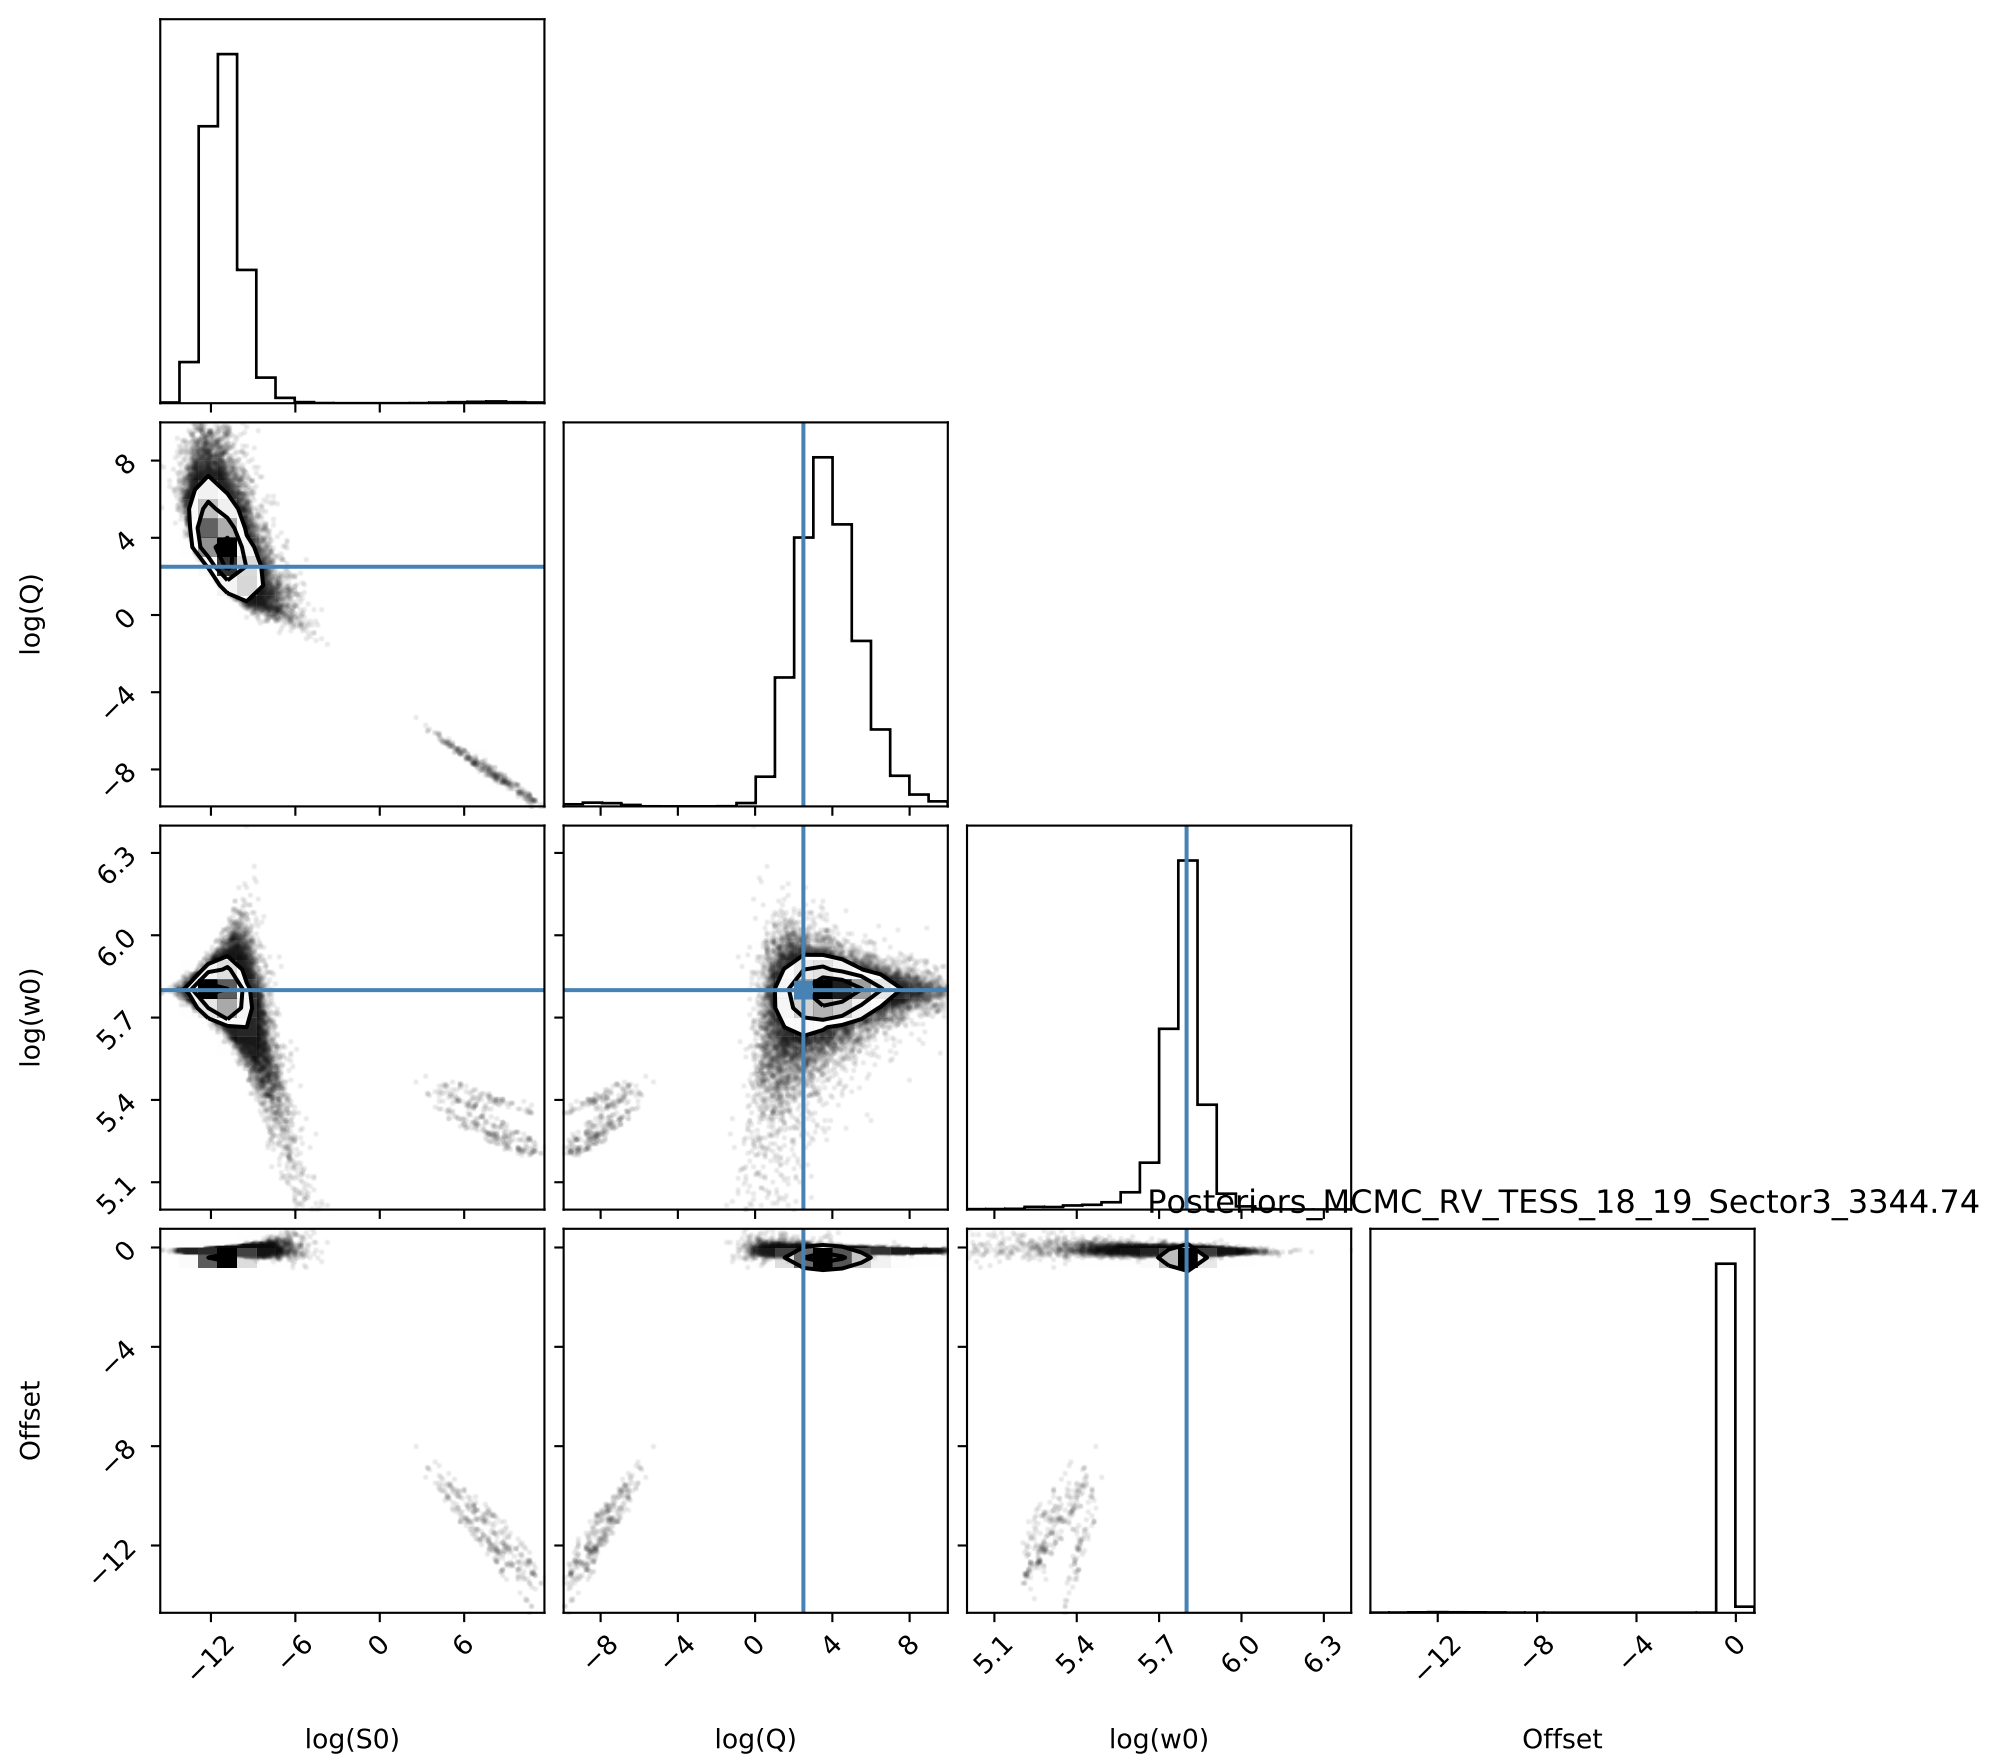 8
4
0
−4
−8
log(Q)
6.3
6.0
5.7
5.4
5.1
log(w0)
Posteriors_MCMC_RV_TESS_18_19_Sector3_3344.74
0
−4
−8
−12
Offset
−12 −6 0 6 −8 −4 0 4 8 5.1 5.4 5.7 6.0 6.3 −12 −8 −4 0
log(S0) log(Q) log(w0) Offset